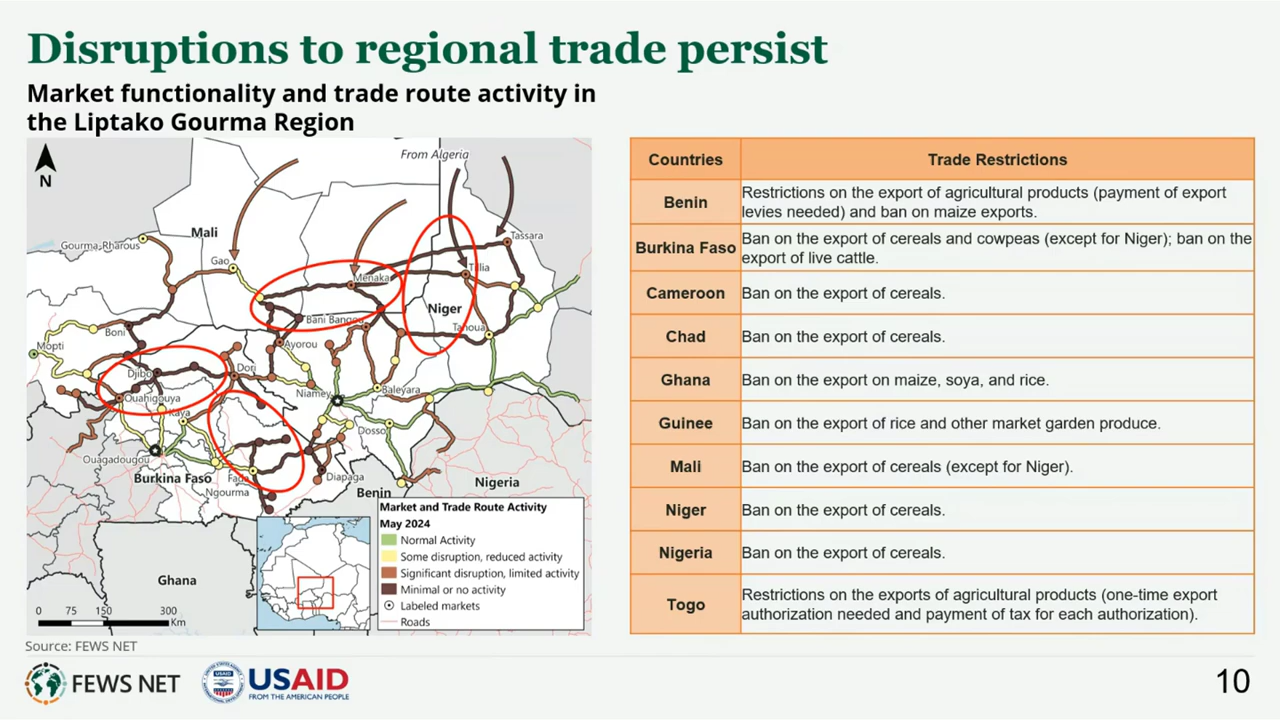 Disruptions to regional trade persist
Market functionality and trade route activity in
the Liptako Gourma Region
N
From Algeria
Mali
Gourma-Rharous
Gao
Tassara
Tillia
Menaka
Niger
Bani Bangou
Tahoua
Boni
Mopti
Ayorou
Djibo
Dori
Ouahigouya
Niamey
Baleyara
Kaya
Dosso
Ouagadougou
Burkina Faso
Fada
Ngourma
Diapaga
Benin
Nigeria
Ghana
Market and Trade Route Activity
May 2024
Normal Activity
Some disruption, reduced activity
Significant disruption, limited activity
Minimal or no activity
Labeled markets
Roads
0 75 150 300
Km
Source: FEWS NET
Countries Trade Restrictions
Benin
Restrictions on the export of agricultural products (payment of export
levies needed) and ban on maize exports.
Burkina Faso
Ban on the export of cereals and cowpeas (except for Niger); ban on the
export of live cattle.
Cameroon Ban on the export of cereals.
Chad Ban on the export of cereals.
Ghana Ban on the export on maize, soya, and rice.
Guinee Ban on the export of rice and other market garden produce.
Mali Ban on the export of cereals (except for Niger).
Niger Ban on the export of cereals.
Nigeria Ban on the export of cereals.
Togo
Restrictions on the exports of agricultural products (one-time export
authorization needed and payment of tax for each authorization).
FEWS NET
USAID
FROM THE AMERICAN PEOPLE
10